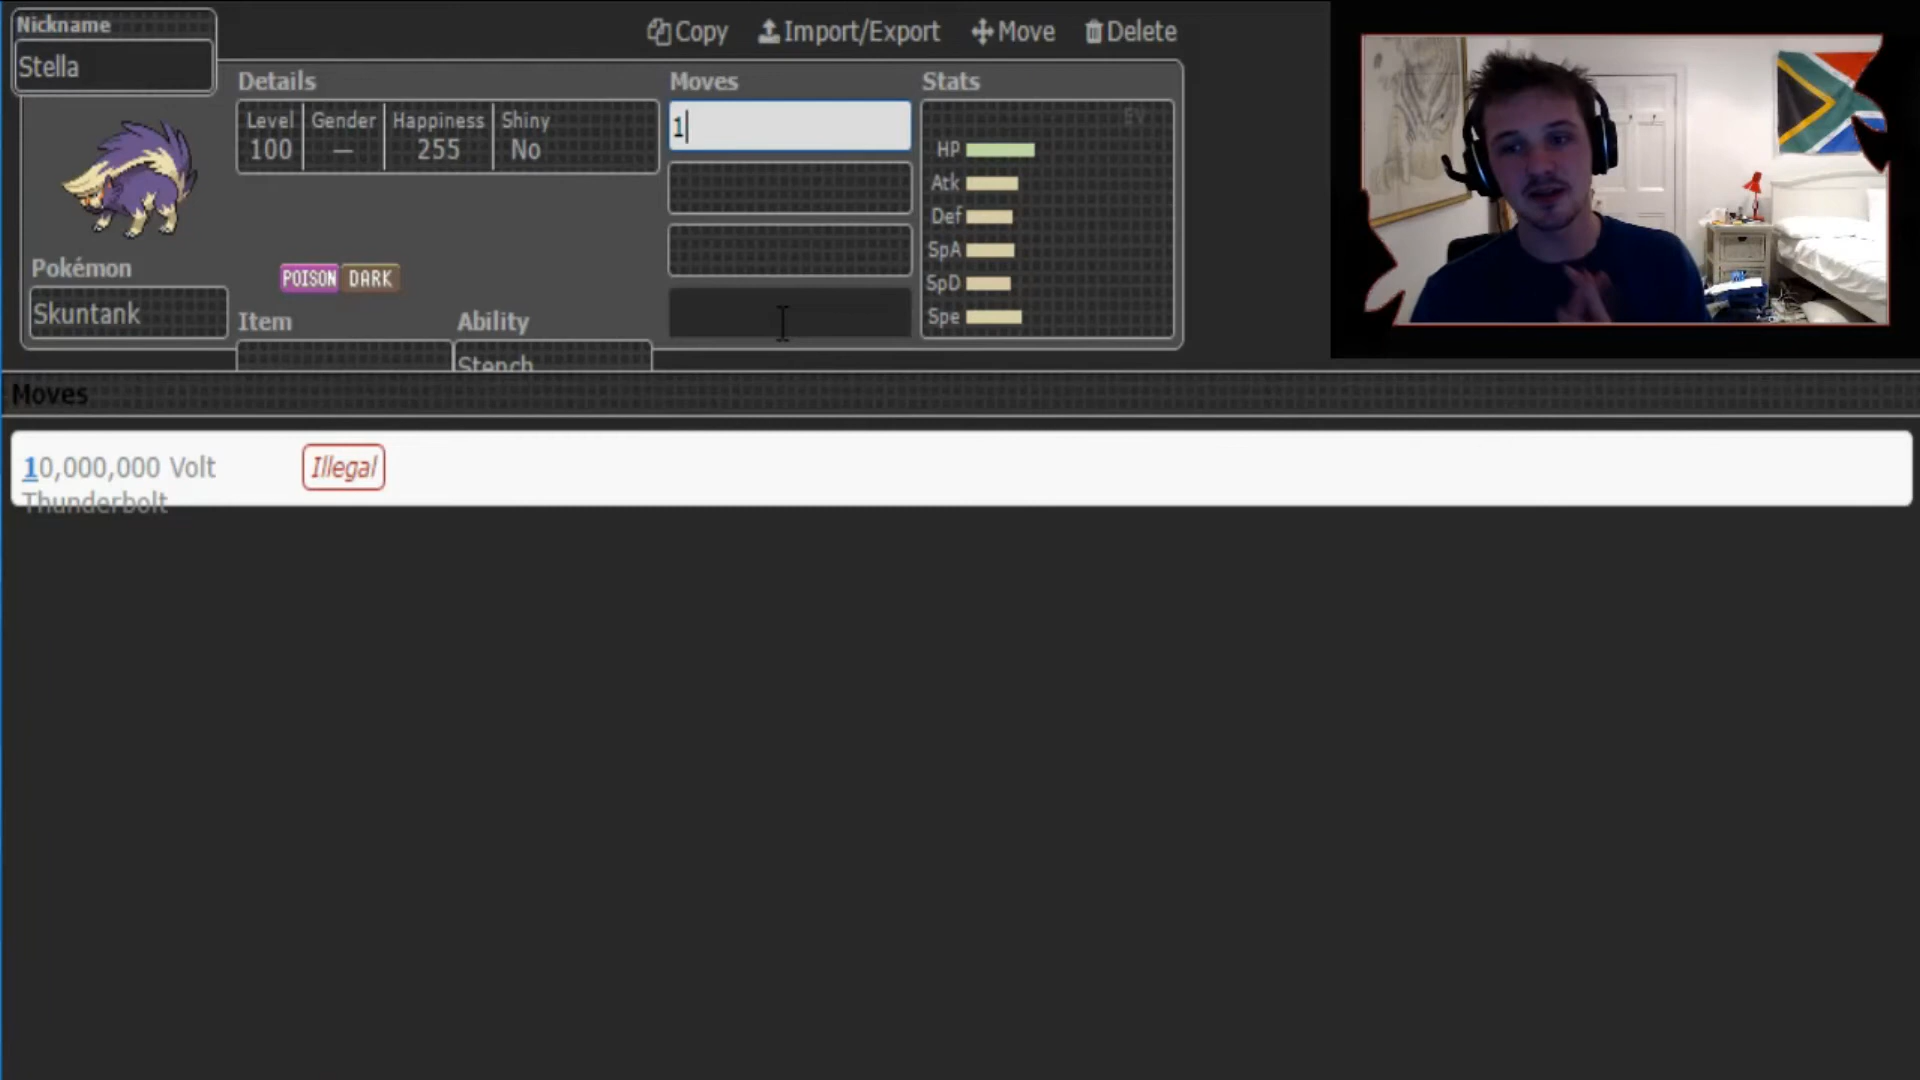 Nickname
Stella
Copy Import/Export Move Delete
Details
Level Gender Happiness Shiny
100 — 255 No
Moves
1
Stats
EV
HP
Atk
Def
SpA
SpD
Spe
Pokémon
Skuntank
POISON DARK
Item
Ability
Stench
Moves
10,000,000 Volt
Thunderbolt
Illegal